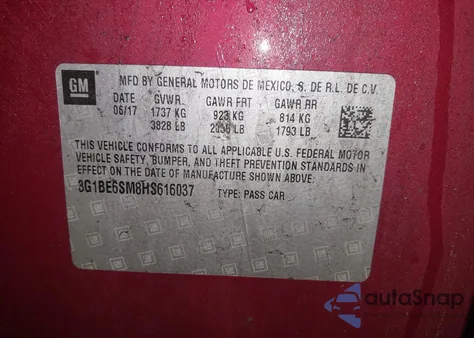 GM
MFD BY GENERAL MOTORS DE MEXICO, S. DE R.L. DE C.V.
DATE GVWR GAWR FRT GAWR RR
06/17 1737 KG 923 KG 814 KG
3828 LB 2035 LB 1793 LB
THIS VEHICLE CONFORMS TO ALL APPLICABLE U.S. FEDERAL MOTOR
VEHICLE SAFETY, BUMPER, AND THEFT PREVENTION STANDARDS IN
EFFECT ON THE DATE OF MANUFACTURE SHOWN ABOVE.
3G1BE6SM8HS616037 TYPE: PASS CAR
autoSnap